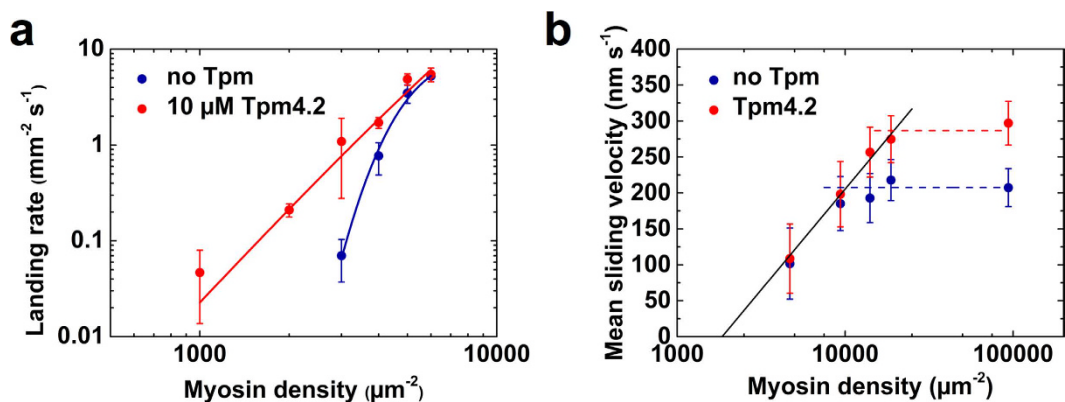 a
Landing rate (mm⁻² s⁻¹)
10
1
0.1
0.01
no Tpm
10 µM Tpm4.2
1000
10000
Myosin density (µm⁻²)
b
Mean sliding velocity (nm s⁻¹)
400
350
300
250
200
150
100
50
0
no Tpm
Tpm4.2
1000
10000
100000
Myosin density (µm⁻²)